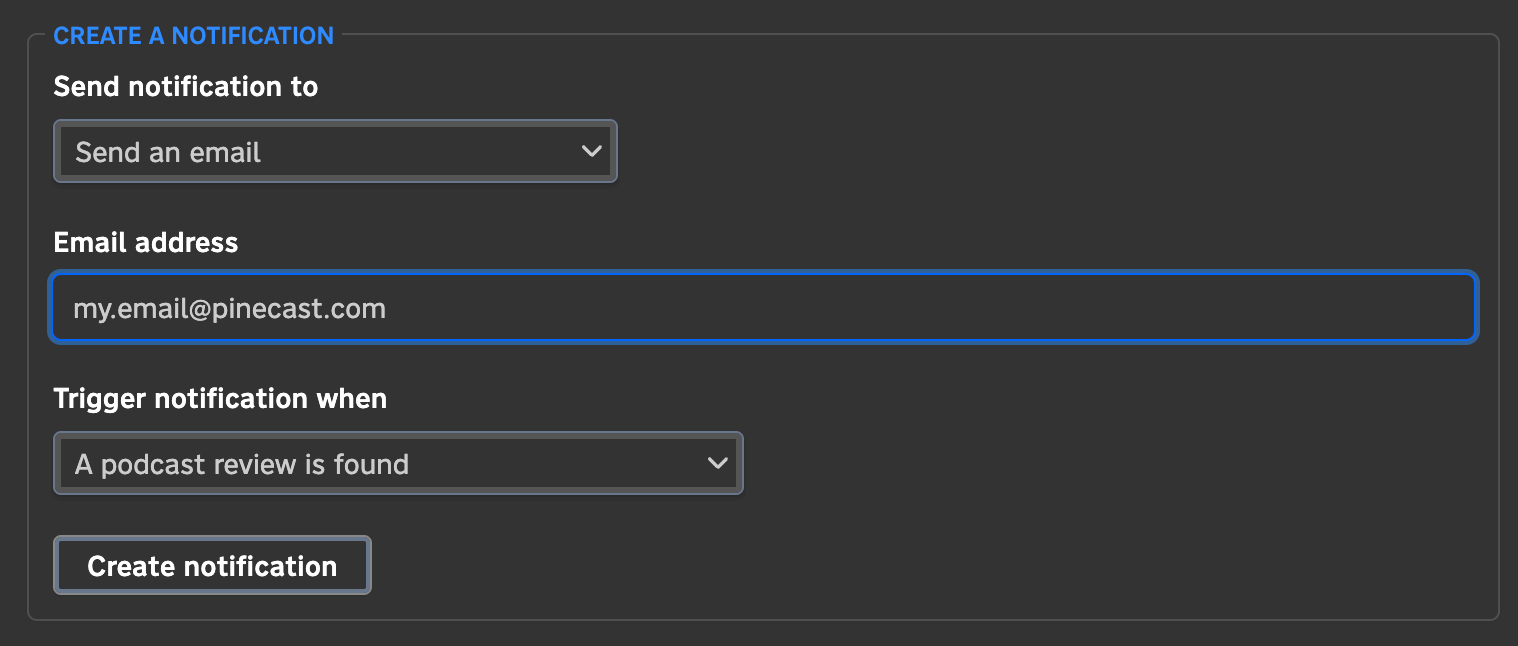 CREATE A NOTIFICATION
Send notification to
Send an email
Email address
my.email@pinecast.com
Trigger notification when
A podcast review is found
Create notification